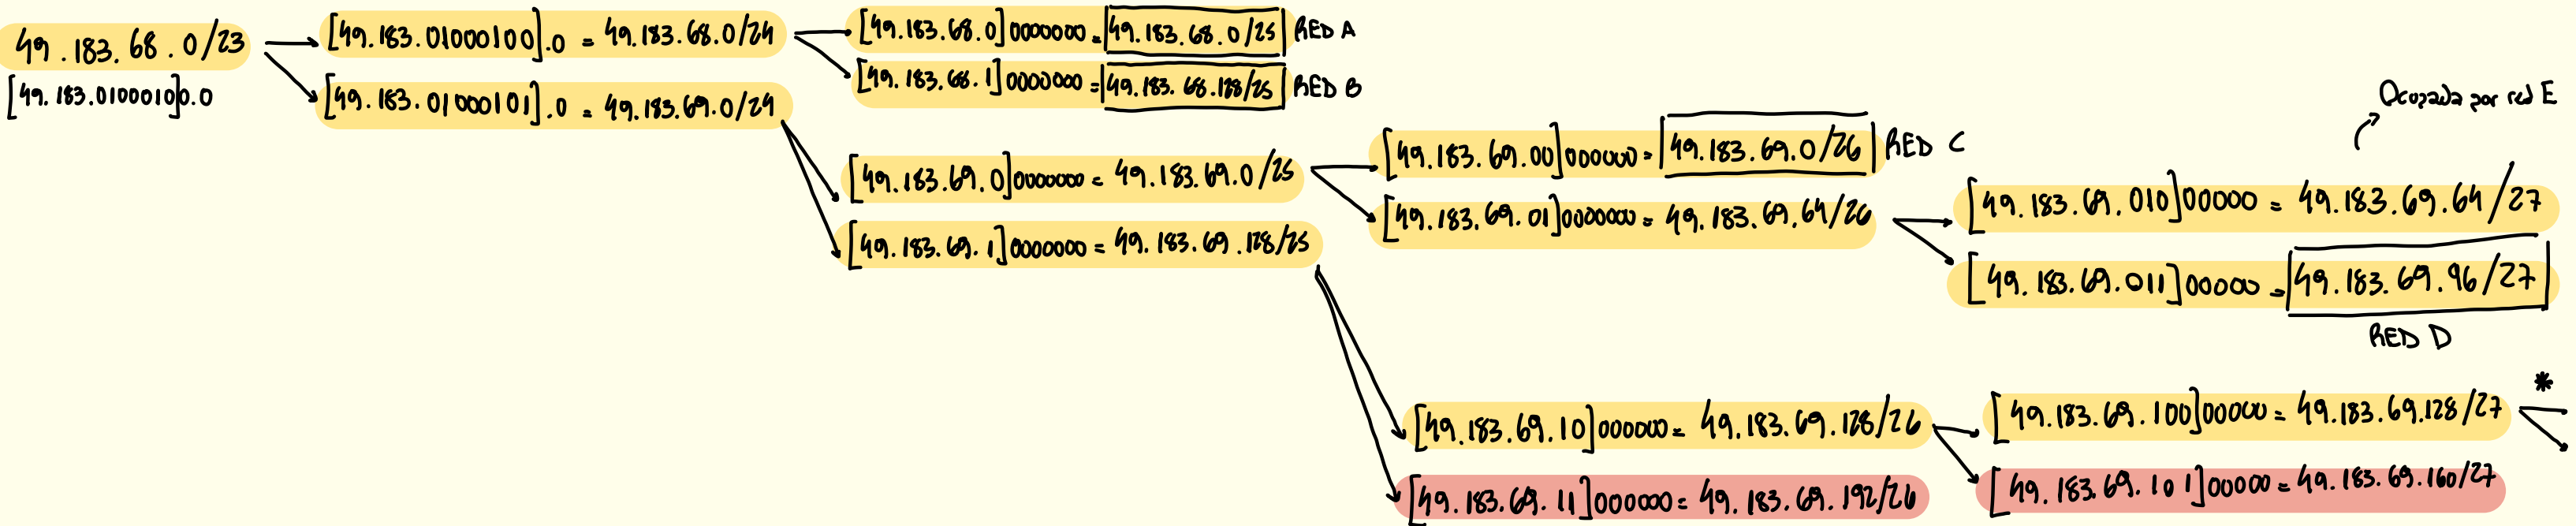 49.183.68.0/23
[49.183.0100010]0.0
[49.183.01000100].0 = 49.183.68.0/24
[49.183.01000101].0 = 49.183.69.0/24
[49.183.68.0]0000000 = 49.183.68.0/25 RED A
[49.183.68.1]0000000 = 49.183.68.128/25 RED B
[49.183.69.0]0000000 = 49.183.69.0/25
[49.183.69.1]0000000 = 49.183.69.128/25
[49.183.69.00]000000 = 49.183.69.0/26 RED C
[49.183.69.01]0000000 = 49.183.69.64/26
Ocupada por red E
[49.183.69.010]00000 = 49.183.69.64/27
[49.183.69.011]00000 = 49.183.69.96/27
RED D
[49.183.69.10]000000 = 49.183.69.128/26
[49.183.69.11]000000 = 49.183.69.192/26
*
[49.183.69.100]00000 = 49.183.69.128/27
[49.183.69.101]00000 = 49.183.69.160/27